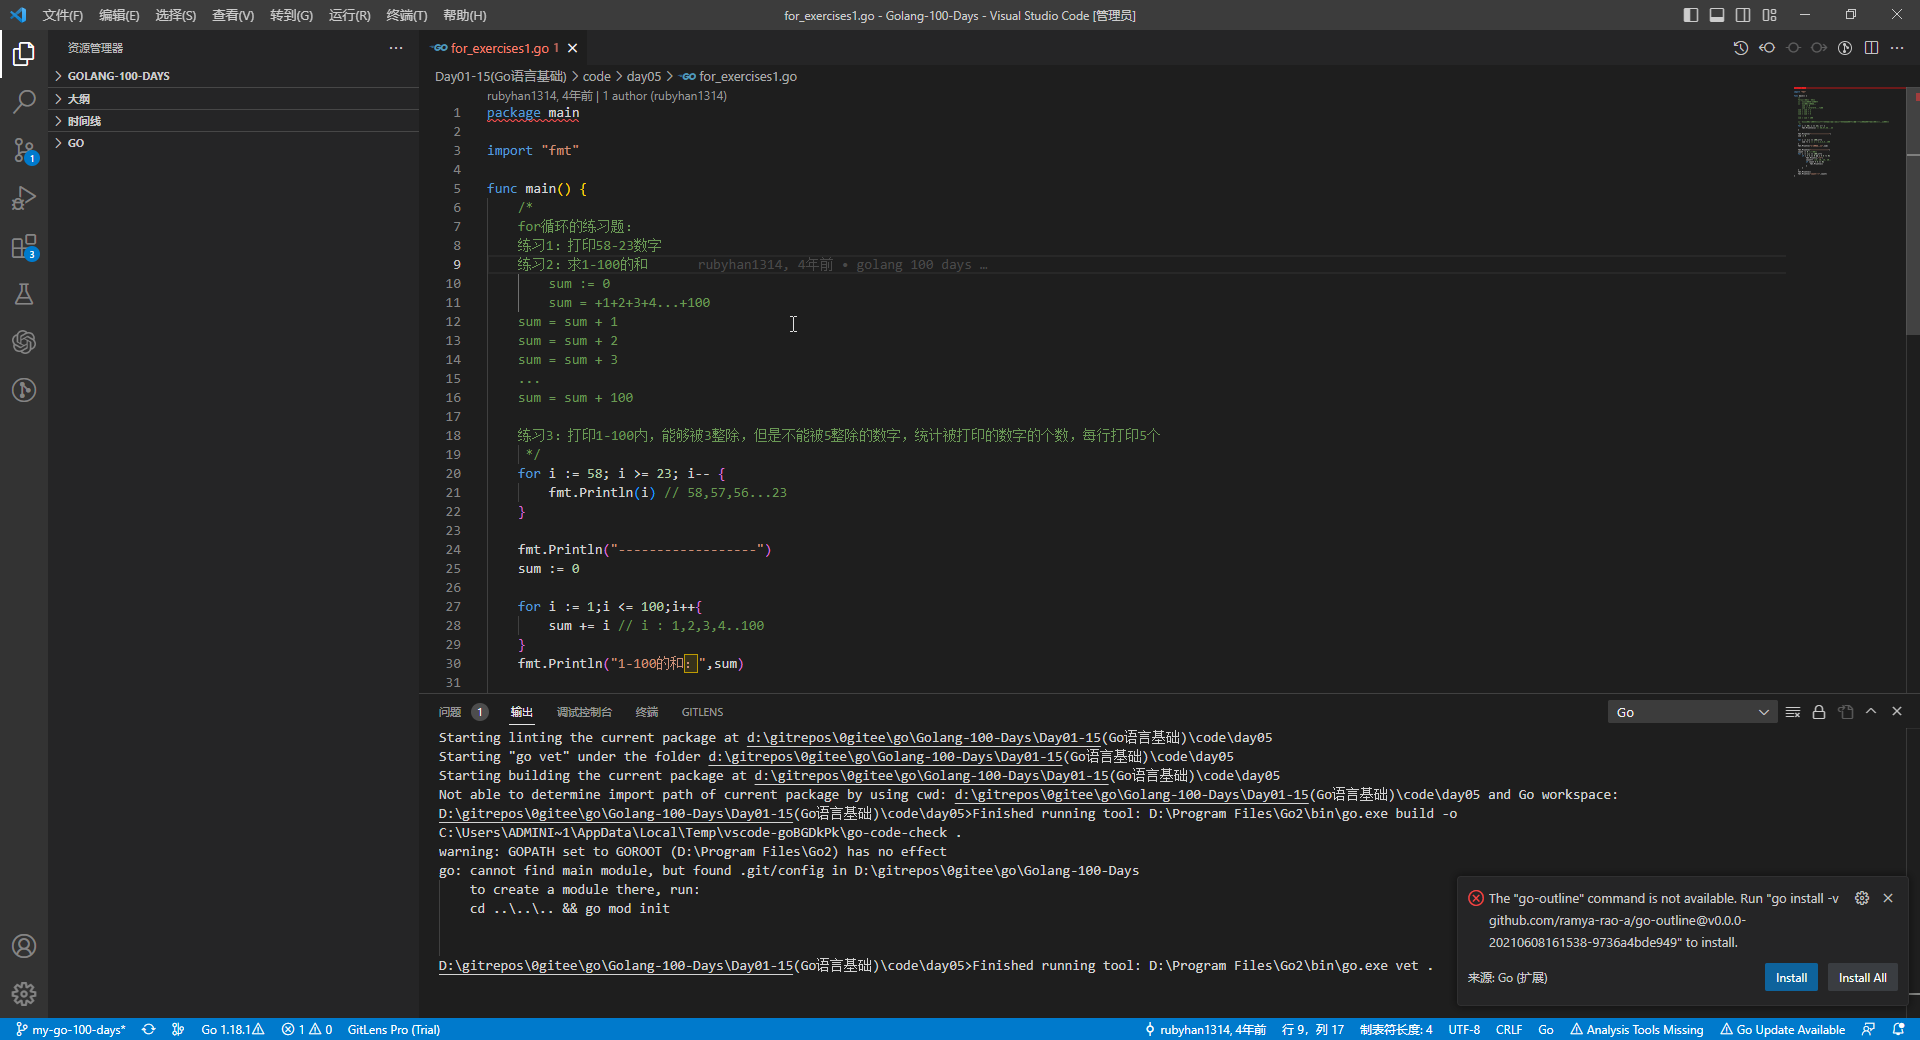 文件(F) 编辑(E) 选择(S) 查看(V) 转到(G) 运行(R) 终端(T) 帮助(H)
for_exercises1.go - Golang-100-Days - Visual Studio Code [管理员]
资源管理器
GOLANG-100-DAYS
大纲
时间线
GO
1
3
for_exercises1.go 1
Day01-15(Go语言基础) > code > day05 > for_exercises1.go
rubyhan1314, 4年前 | 1 author (rubyhan1314)
1 package main
2
3 import "fmt"
4
5 func main() {
6 /*
7 for循环的练习题：
8 练习1：打印58-23数字
9 练习2：求1-100的和 rubyhan1314, 4年前 • golang 100 days …
10 sum := 0
11 sum = +1+2+3+4...+100
12 sum = sum + 1
13 sum = sum + 2
14 sum = sum + 3
15 ...
16 sum = sum + 100
17
18 练习3：打印1-100内，能够被3整除，但是不能被5整除的数字，统计被打印的数字的个数，每行打印5个
19 */
20 for i := 58; i >= 23; i-- {
21 fmt.Println(i) // 58,57,56...23
22 }
23
24 fmt.Println("------------------")
25 sum := 0
26
27 for i := 1;i <= 100;i++{
28 sum += i // i : 1,2,3,4..100
29 }
30 fmt.Println("1-100的和：",sum)
31
问题 1 输出 调试控制台 终端 GITLENS
Go
Starting linting the current package at d:\gitrepos\0gitee\go\Golang-100-Days\Day01-15(Go语言基础)\code\day05
Starting "go vet" under the folder d:\gitrepos\0gitee\go\Golang-100-Days\Day01-15(Go语言基础)\code\day05
Starting building the current package at d:\gitrepos\0gitee\go\Golang-100-Days\Day01-15(Go语言基础)\code\day05
Not able to determine import path of current package by using cwd: d:\gitrepos\0gitee\go\Golang-100-Days\Day01-15(Go语言基础)\code\day05 and Go workspace:
D:\gitrepos\0gitee\go\Golang-100-Days\Day01-15(Go语言基础)\code\day05>Finished running tool: D:\Program Files\Go2\bin\go.exe build -o
C:\Users\ADMINI~1\AppData\Local\Temp\vscode-goBGDkPk\go-code-check .
warning: GOPATH set to GOROOT (D:\Program Files\Go2) has no effect
go: cannot find main module, but found .git/config in D:\gitrepos\0gitee\go\Golang-100-Days
to create a module there, run:
cd ..\..\.. && go mod init
D:\gitrepos\0gitee\go\Golang-100-Days\Day01-15(Go语言基础)\code\day05>Finished running tool: D:\Program Files\Go2\bin\go.exe vet .
The "go-outline" command is not available. Run "go install -v
github.com/ramya-rao-a/go-outline@v0.0.0-
20210608161538-9736a4bde949" to install.
来源: Go (扩展)
Install
Install All
my-go-100-days* Go 1.18.1 1 0 GitLens Pro (Trial) rubyhan1314, 4年前 行 9，列 17 制表符长度: 4 UTF-8 CRLF Go Analysis Tools Missing Go Update Available